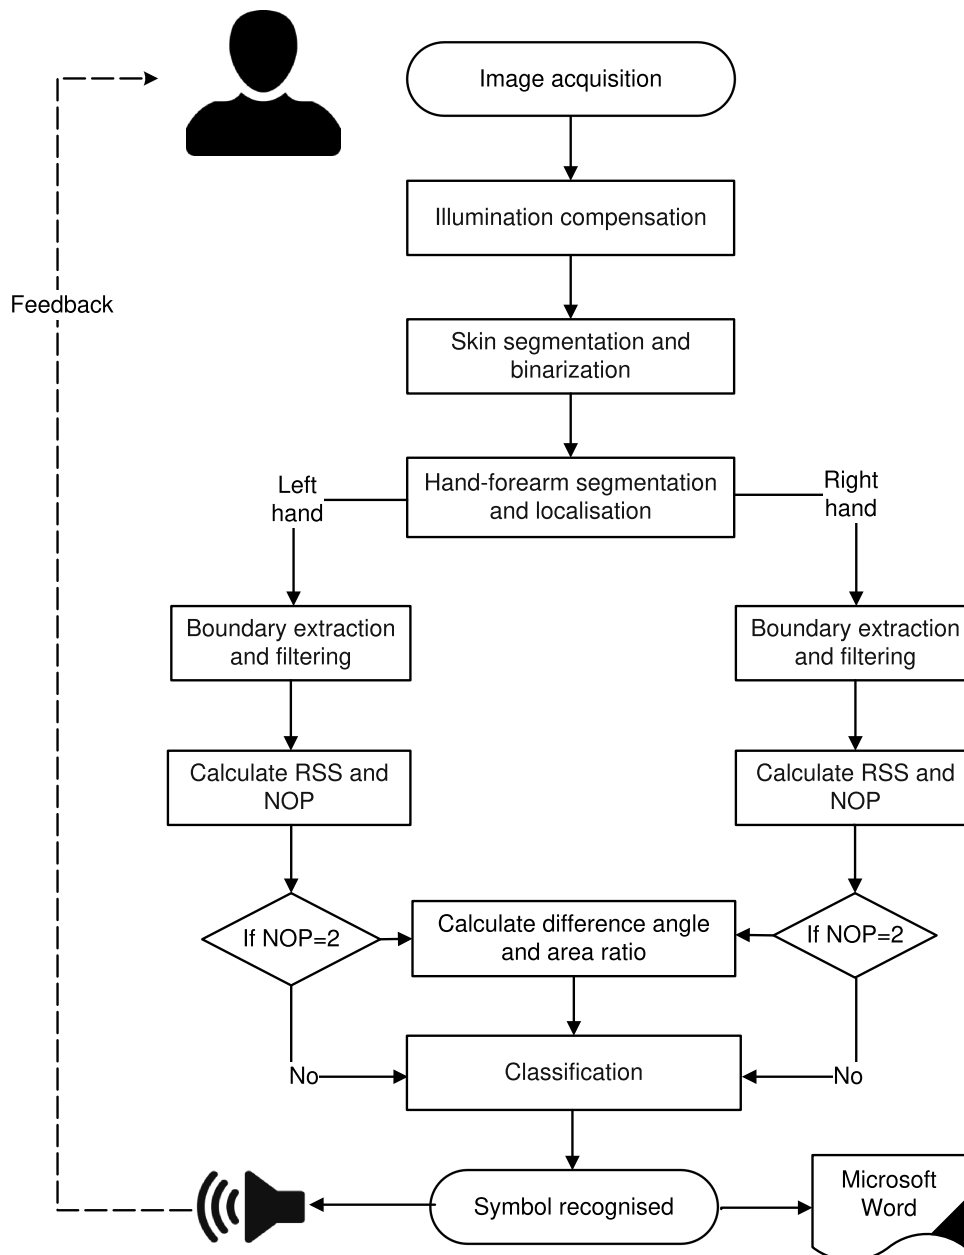 Image acquisition
Illumination compensation
Feedback
Skin segmentation and
binarization
Hand-forearm segmentation
and localisation
Left
hand
Right
hand
Boundary extraction
and filtering
Boundary extraction
and filtering
Calculate RSS and
NOP
Calculate RSS and
NOP
If NOP=2
Calculate difference angle
and area ratio
If NOP=2
No
Classification
No
Symbol recognised
Microsoft
Word